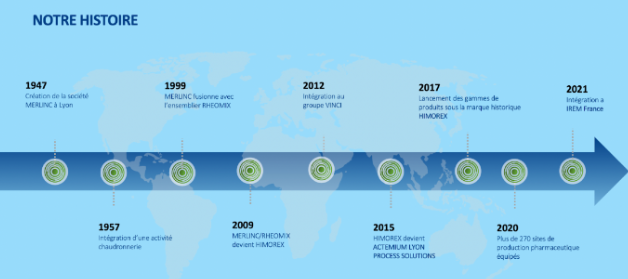 NOTRE HISTOIRE
1947
Création de la société
MERLINC à Lyon
1957
Intégration d'une activité
chaudronnerie
1999
MERLINC fusionne avec
l'ensemblier RHEOMIX
2009
MERLINC/RHEOMIX
devient HIMOREX
2012
Intégration au
groupe VINCI
2015
HIMOREX devient
ACTEMIUM LYON
PROCESS SOLUTIONS
2017
Lancement des gammes de
produits sous la marque historique
HIMOREX
2020
Plus de 270 sites de
production pharmaceutique
équipés
2021
Intégration a
IREM France